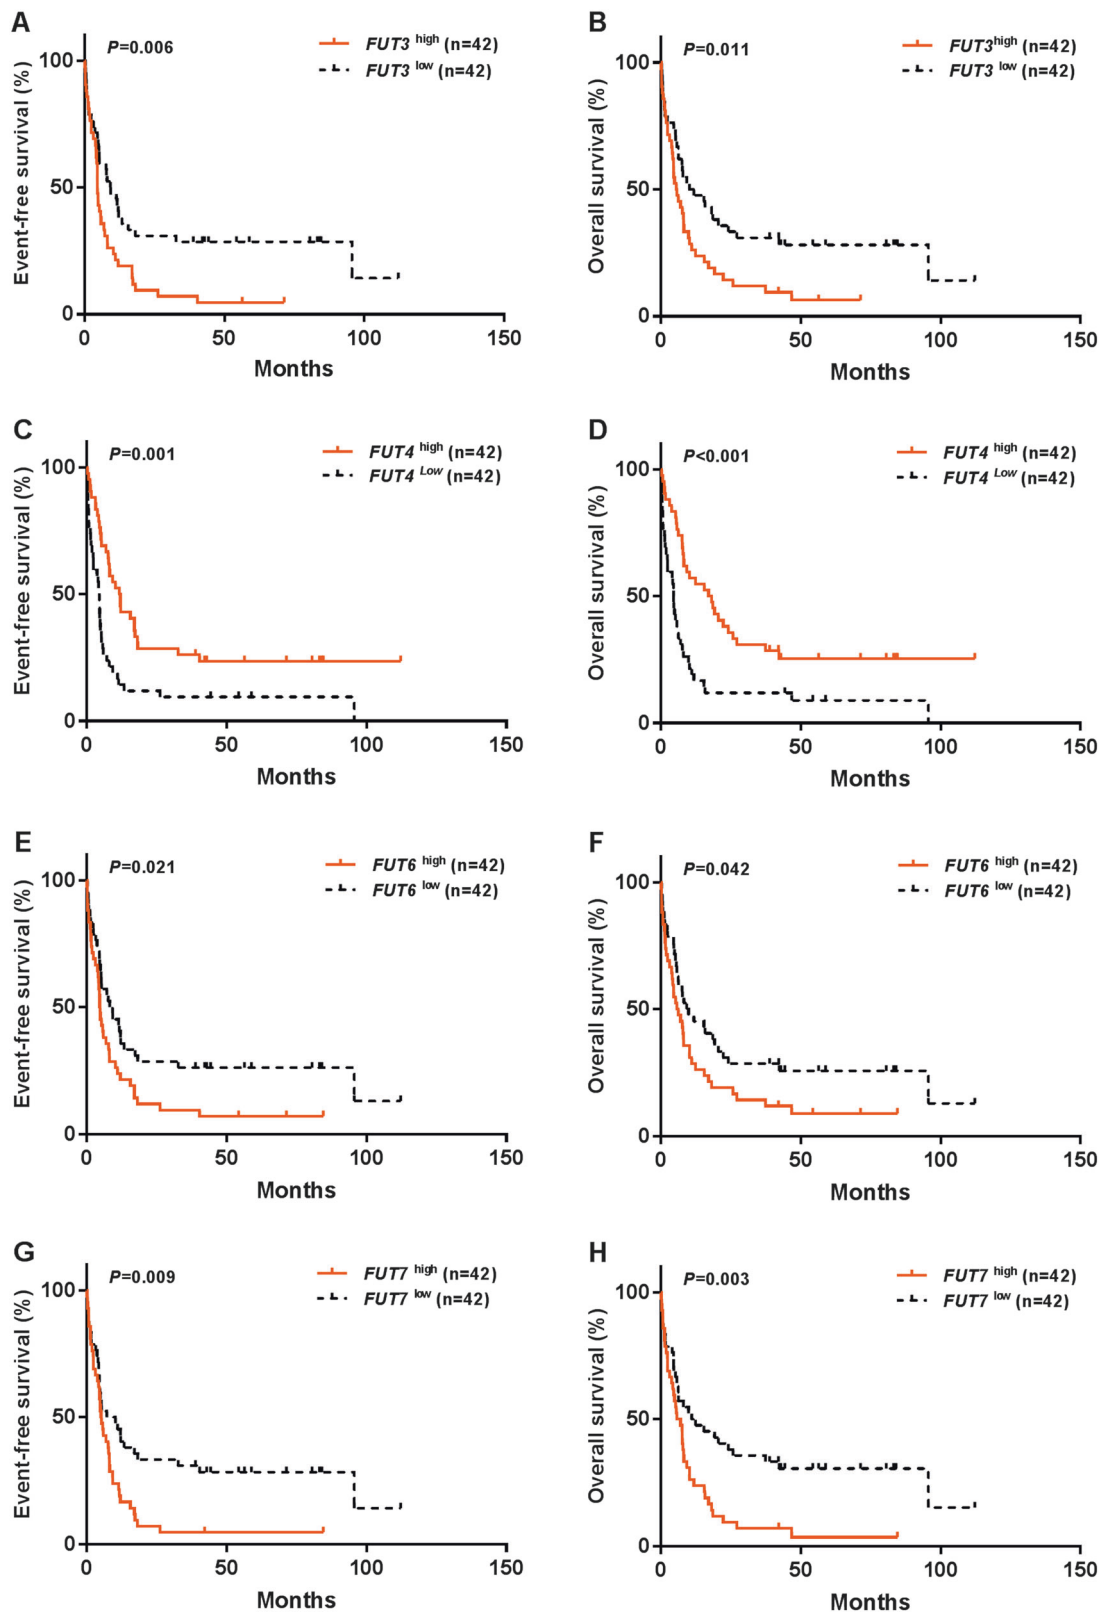 A
P=0.006
FUT3 high (n=42)
FUT3 low (n=42)
Event-free survival (%)
100
50
0
0 50 100 150
Months
B
P=0.011
FUT3 high (n=42)
FUT3 low (n=42)
Overall survival (%)
100
50
0
0 50 100 150
Months
C
P=0.001
FUT4 high (n=42)
FUT4 Low (n=42)
Event-free survival (%)
100
50
0
0 50 100 150
Months
D
P<0.001
FUT4 high (n=42)
FUT4 Low (n=42)
Overall survival (%)
100
50
0
0 50 100 150
Months
E
P=0.021
FUT6 high (n=42)
FUT6 low (n=42)
Event-free survival (%)
100
50
0
0 50 100 150
Months
F
P=0.042
FUT6 high (n=42)
FUT6 low (n=42)
Overall survival (%)
100
50
0
0 50 100 150
Months
G
P=0.009
FUT7 high (n=42)
FUT7 low (n=42)
Event-free survival (%)
100
50
0
0 50 100 150
Months
H
P=0.003
FUT7 high (n=42)
FUT7 low (n=42)
Overall survival (%)
100
50
0
0 50 100 150
Months